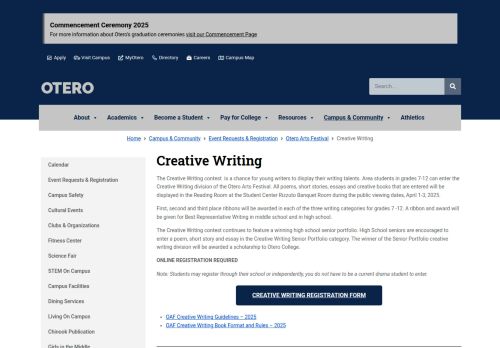 Commencement Ceremony 2025
For more information about Otero's graduation ceremonies visit our Commencement Page
Apply Visit Campus MyOtero Directory Careers Campus Map
OTERO
Search...
About Academics Become a Student Pay for College Resources Campus & Community Athletics
Home Campus & Community Event Requests & Registration Otero Arts Festival Creative Writing
Calendar
Event Requests & Registration
Campus Safety
Cultural Events
Clubs & Organizations
Fitness Center
Science Fair
STEM On Campus
Campus Facilities
Dining Services
Living On Campus
Chinook Publication
Girls in the Middle
Creative Writing
The Creative Writing contest is a chance for young writers to display their writing talents. Area students in grades 7-12 can enter the
Creative Writing division of the Otero Arts Festival. All poems, short stories, essays and creative books that are entered will be
displayed in the Reading Room at the Student Center Ruzutto Banquet Room during the public viewing dates, April 1-3, 2025.
First, second and third place ribbons will be awarded in each of the three writing categories for grades 7-12. A ribbon and award will
be given for Best Representative Writing in middle school and in high school.
The Creative Writing contest continues to feature a winning high school senior portfolio. High School seniors are encouraged to
enter a poem, short story and essay in the Creative Writing Senior Portfolio category. The winner of the Senior Portfolio creative
writing division will be awarded a scholarship to Otero College.
ONLINE REGISTRATION REQUIRED
Note: Students may register through their school or independently, you do not have to be a current drama student to enter.
CREATIVE WRITING REGISTRATION FORM
OAF Creative Writing Guidelines – 2025
OAF Creative Writing Book Format and Rules – 2025